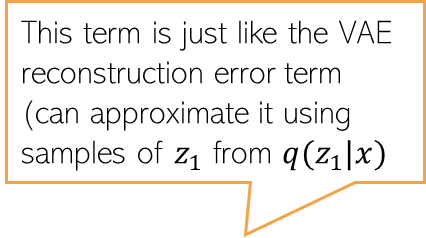 This term is just like the VAE
reconstruction error term
(can approximate it using
samples of z₁ from q(z₁|x)